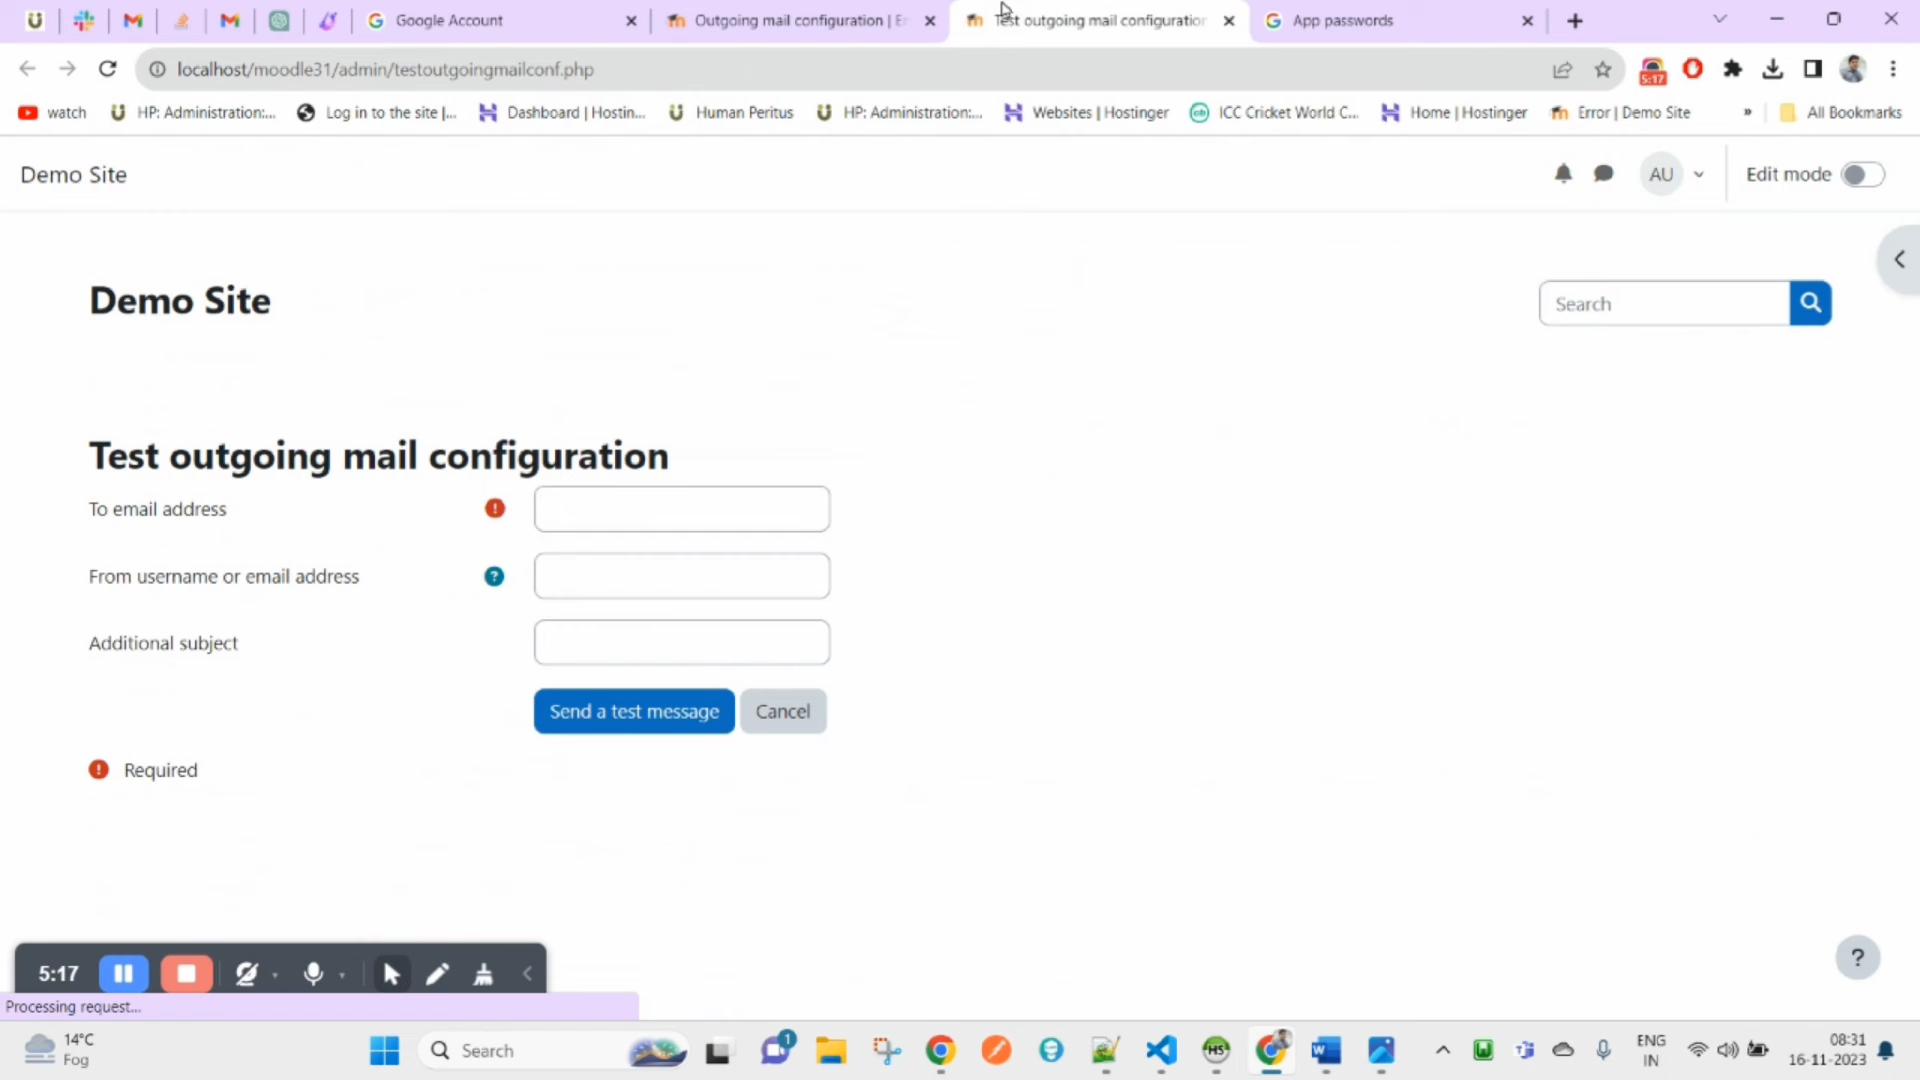 Google Account
Outgoing mail configuration | E
Test outgoing mail configuration
App passwords
localhost/moodle31/admin/testoutgoingmailconf.php
5:17
watch
HP: Administration:...
Log in to the site |...
Dashboard | Hostin...
Human Peritus
HP: Administration:...
Websites | Hostinger
ICC Cricket World C...
Home | Hostinger
Error | Demo Site
»
All Bookmarks
Demo Site
AU
Edit mode
Demo Site
Search
Test outgoing mail configuration
To email address
From username or email address
Additional subject
Send a test message
Cancel
Required
5:17
Processing request...
14°C
Fog
Search
1
ENG
IN
08:31
16-11-2023